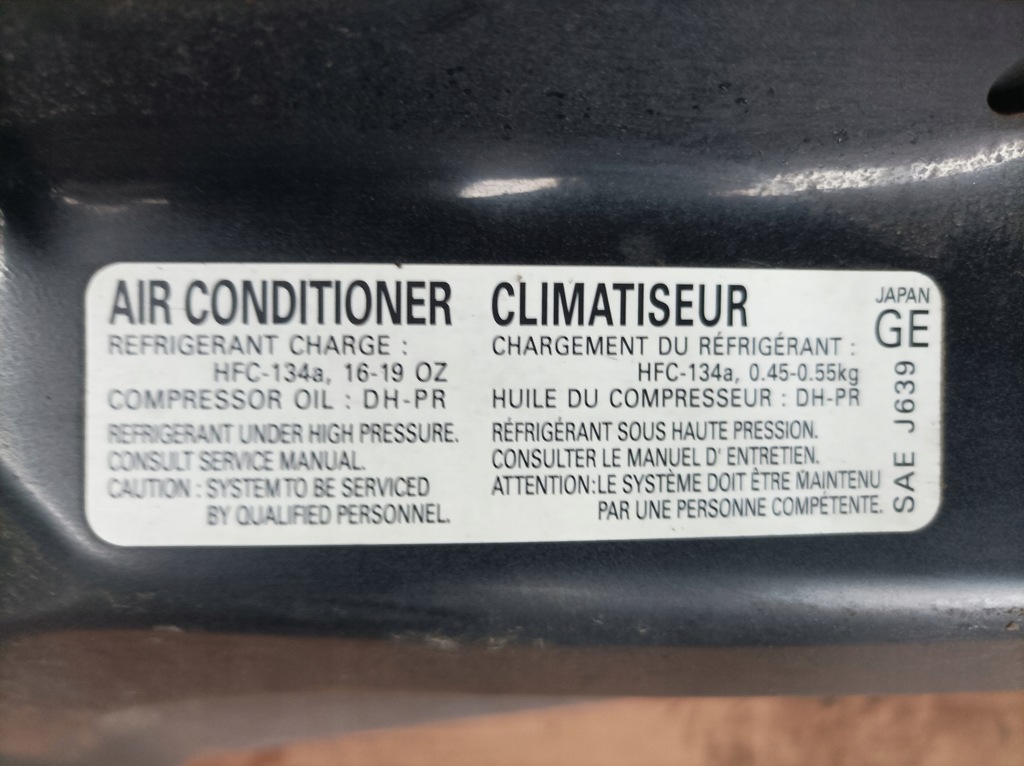 AIR CONDITIONER
REFRIGERANT CHARGE :
HFC-134a, 16-19 OZ
COMPRESSOR OIL : DH-PR
REFRIGERANT UNDER HIGH PRESSURE.
CONSULT SERVICE MANUAL.
CAUTION : SYSTEM TO BE SERVICED
BY QUALIFIED PERSONNEL.
CLIMATISEUR
CHARGEMENT DU RÉFRIGÉRANT :
HFC-134a, 0.45-0.55kg
HUILE DU COMPRESSEUR : DH-PR
RÉFRIGÉRANT SOUS HAUTE PRESSION.
CONSULTER LE MANUEL D' ENTRETIEN.
ATTENTION:LE SYSTÈME DOIT ÊTRE MAINTENU
PAR UNE PERSONNE COMPÉTENTE.
JAPAN
GE
SAE J639